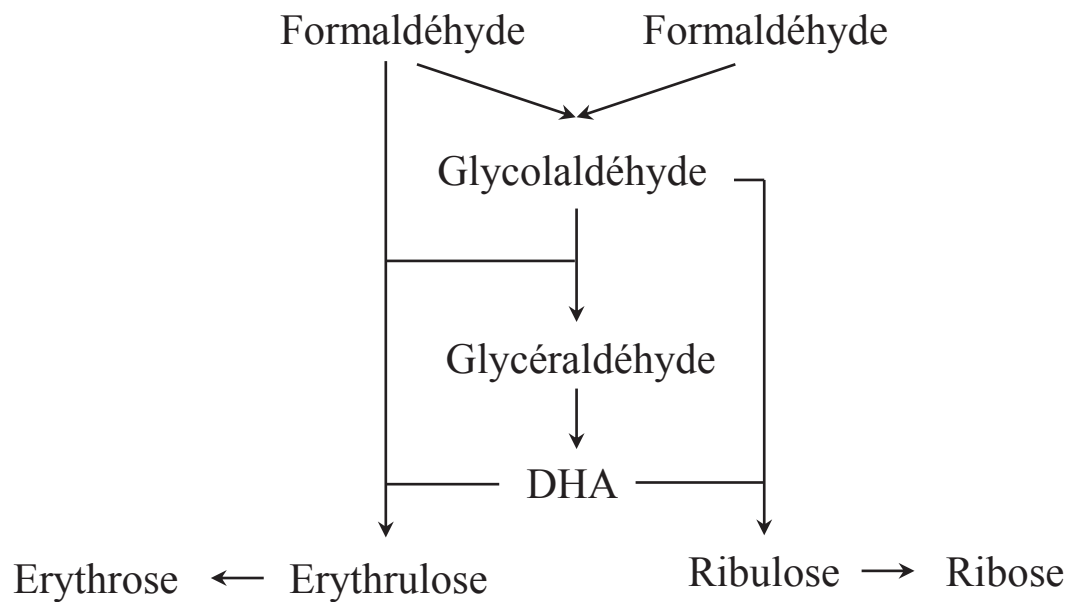 Formaldéhyde Formaldéhyde
Glycolaldéhyde
Glycéraldéhyde
DHA
Erythrose Erythrulose Ribulose Ribose